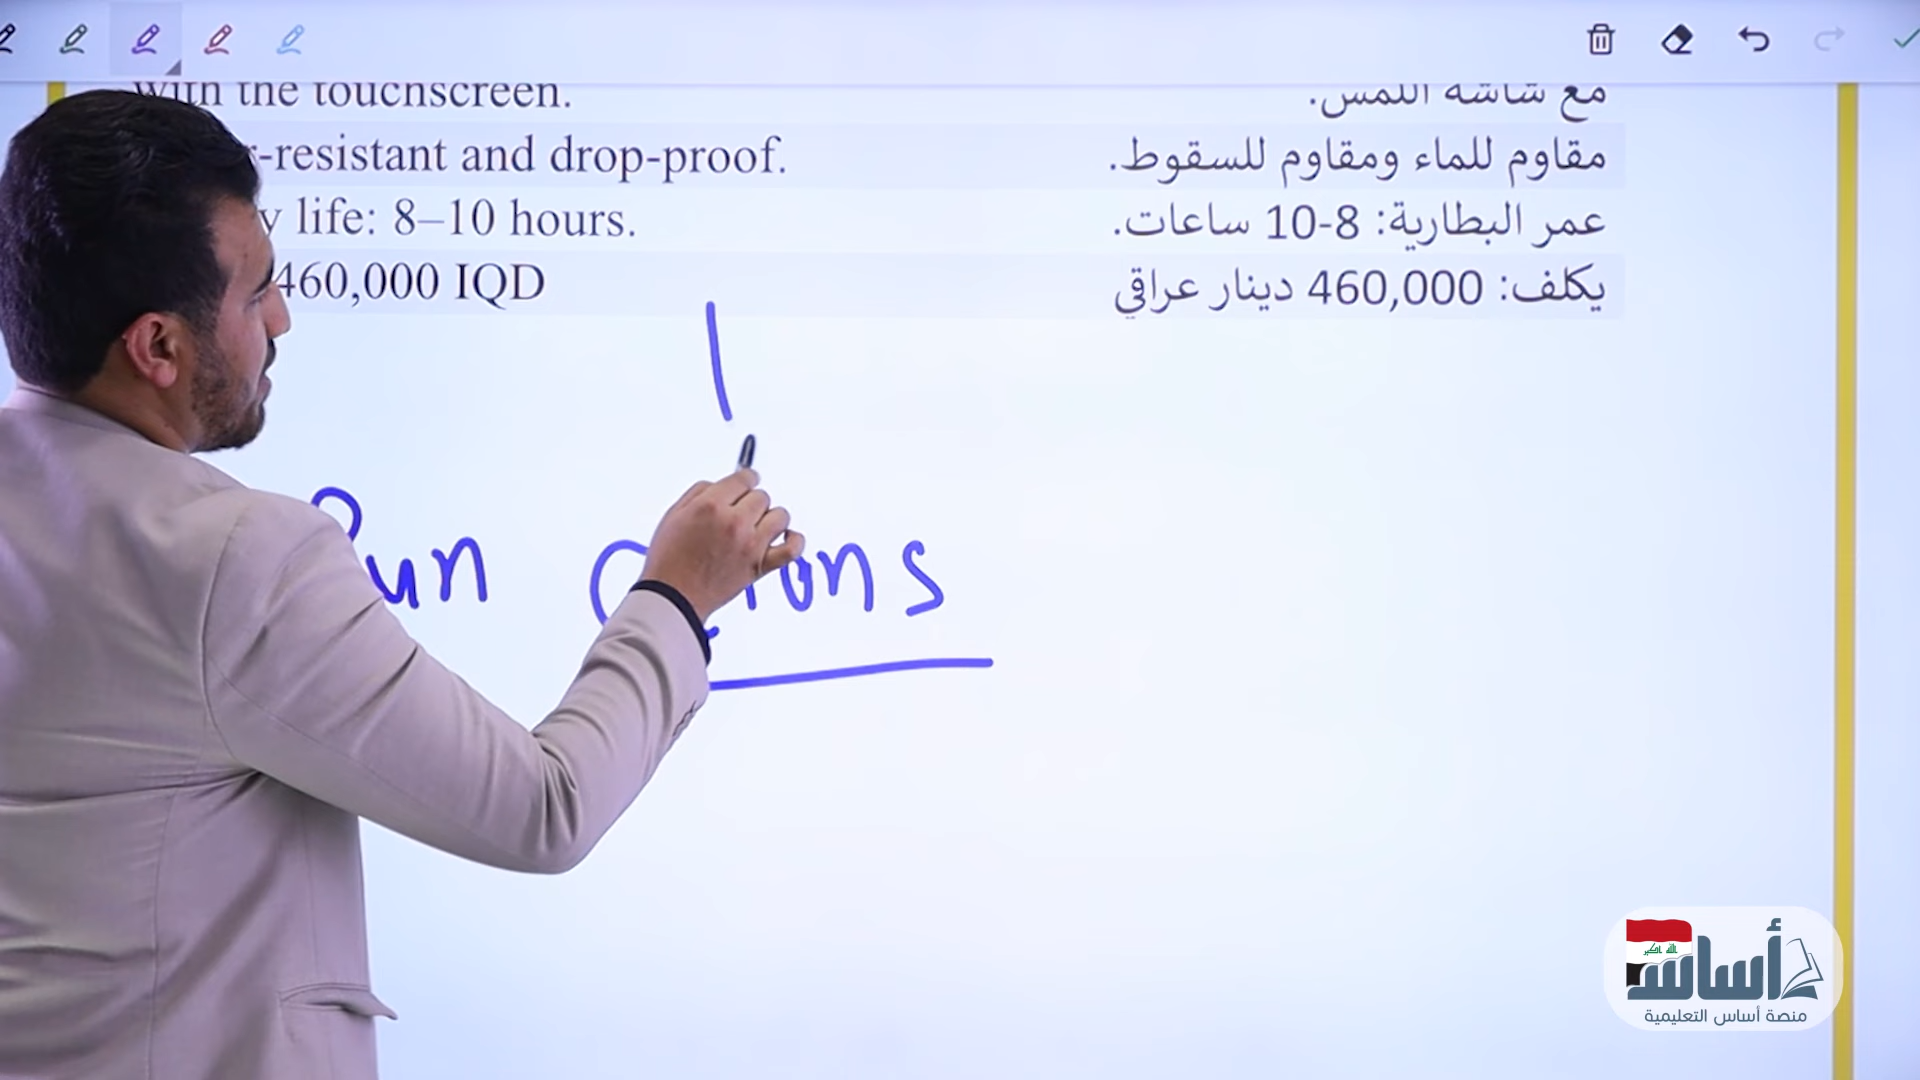 with the touchscreen.
مع شاشة اللمس.
-resistant and drop-proof.
مقاوم للماء ومقاوم للسقوط.
y life: 8–10 hours.
عمر البطارية: 8-10 ساعات.
460,000 IQD
يكلف: 460,000 دينار عراقي
أساس
منصة أساس التعليمية